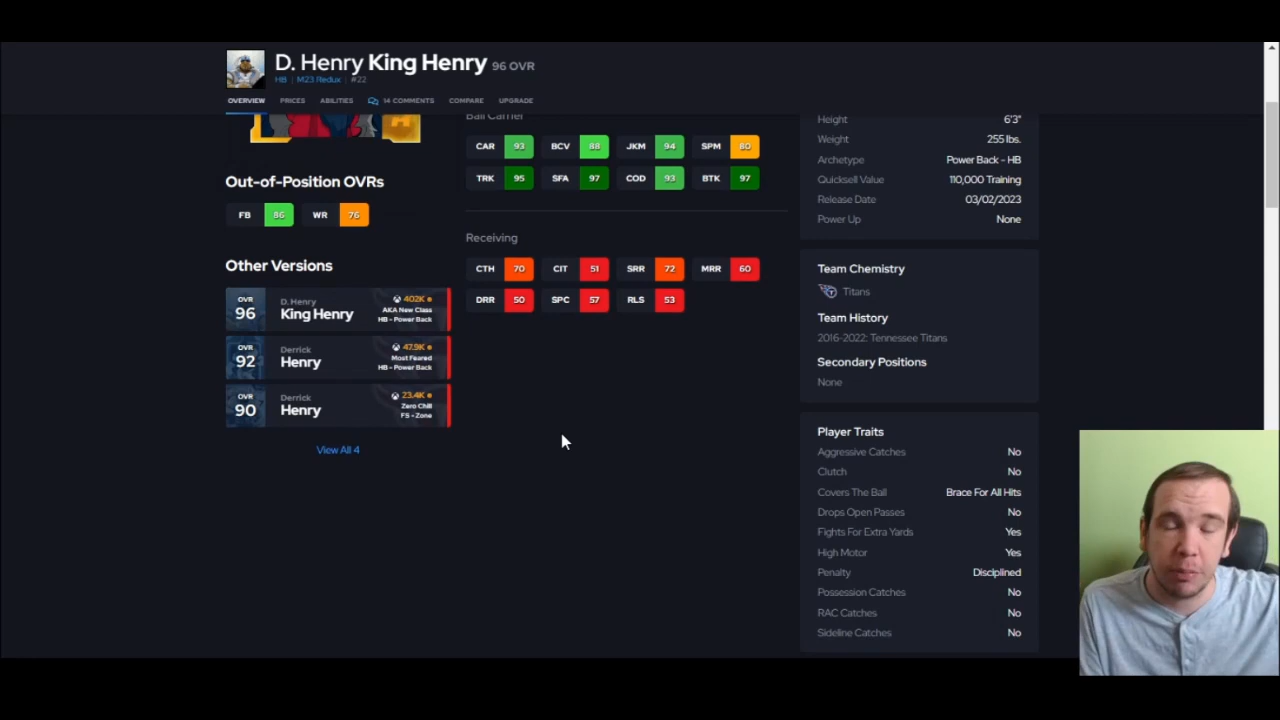 D. Henry King Henry 96 OVR
HB | M23 Redux | #22
OVERVIEW PRICES ABILITIES 14 COMMENTS COMPARE UPGRADE
Out-of-Position OVRs
FB 86 WR 76
Other Versions
OVR 96 D. Henry King Henry 402K AKA New Class HB - Power Back
OVR 92 Derrick Henry 47.9K Most Feared HB - Power Back
OVR 90 Derrick Henry 23.4K Zero Chill FS - Zone
View All 4
Ball Carrier
CAR 93 BCV 88 JKM 94 SPM 80
TRK 95 SFA 97 COD 93 BTK 97
Receiving
CTH 70 CIT 51 SRR 72 MRR 60
DRR 50 SPC 57 RLS 53
Height 6'3"
Weight 255 lbs.
Archetype Power Back - HB
Quicksell Value 110,000 Training
Release Date 03/02/2023
Power Up None
Team Chemistry
Titans
Team History
2016-2022: Tennessee Titans
Secondary Positions
None
Player Traits
Aggressive Catches No
Clutch No
Covers The Ball Brace For All Hits
Drops Open Passes No
Fights For Extra Yards Yes
High Motor Yes
Penalty Disciplined
Possession Catches No
RAC Catches No
Sideline Catches No